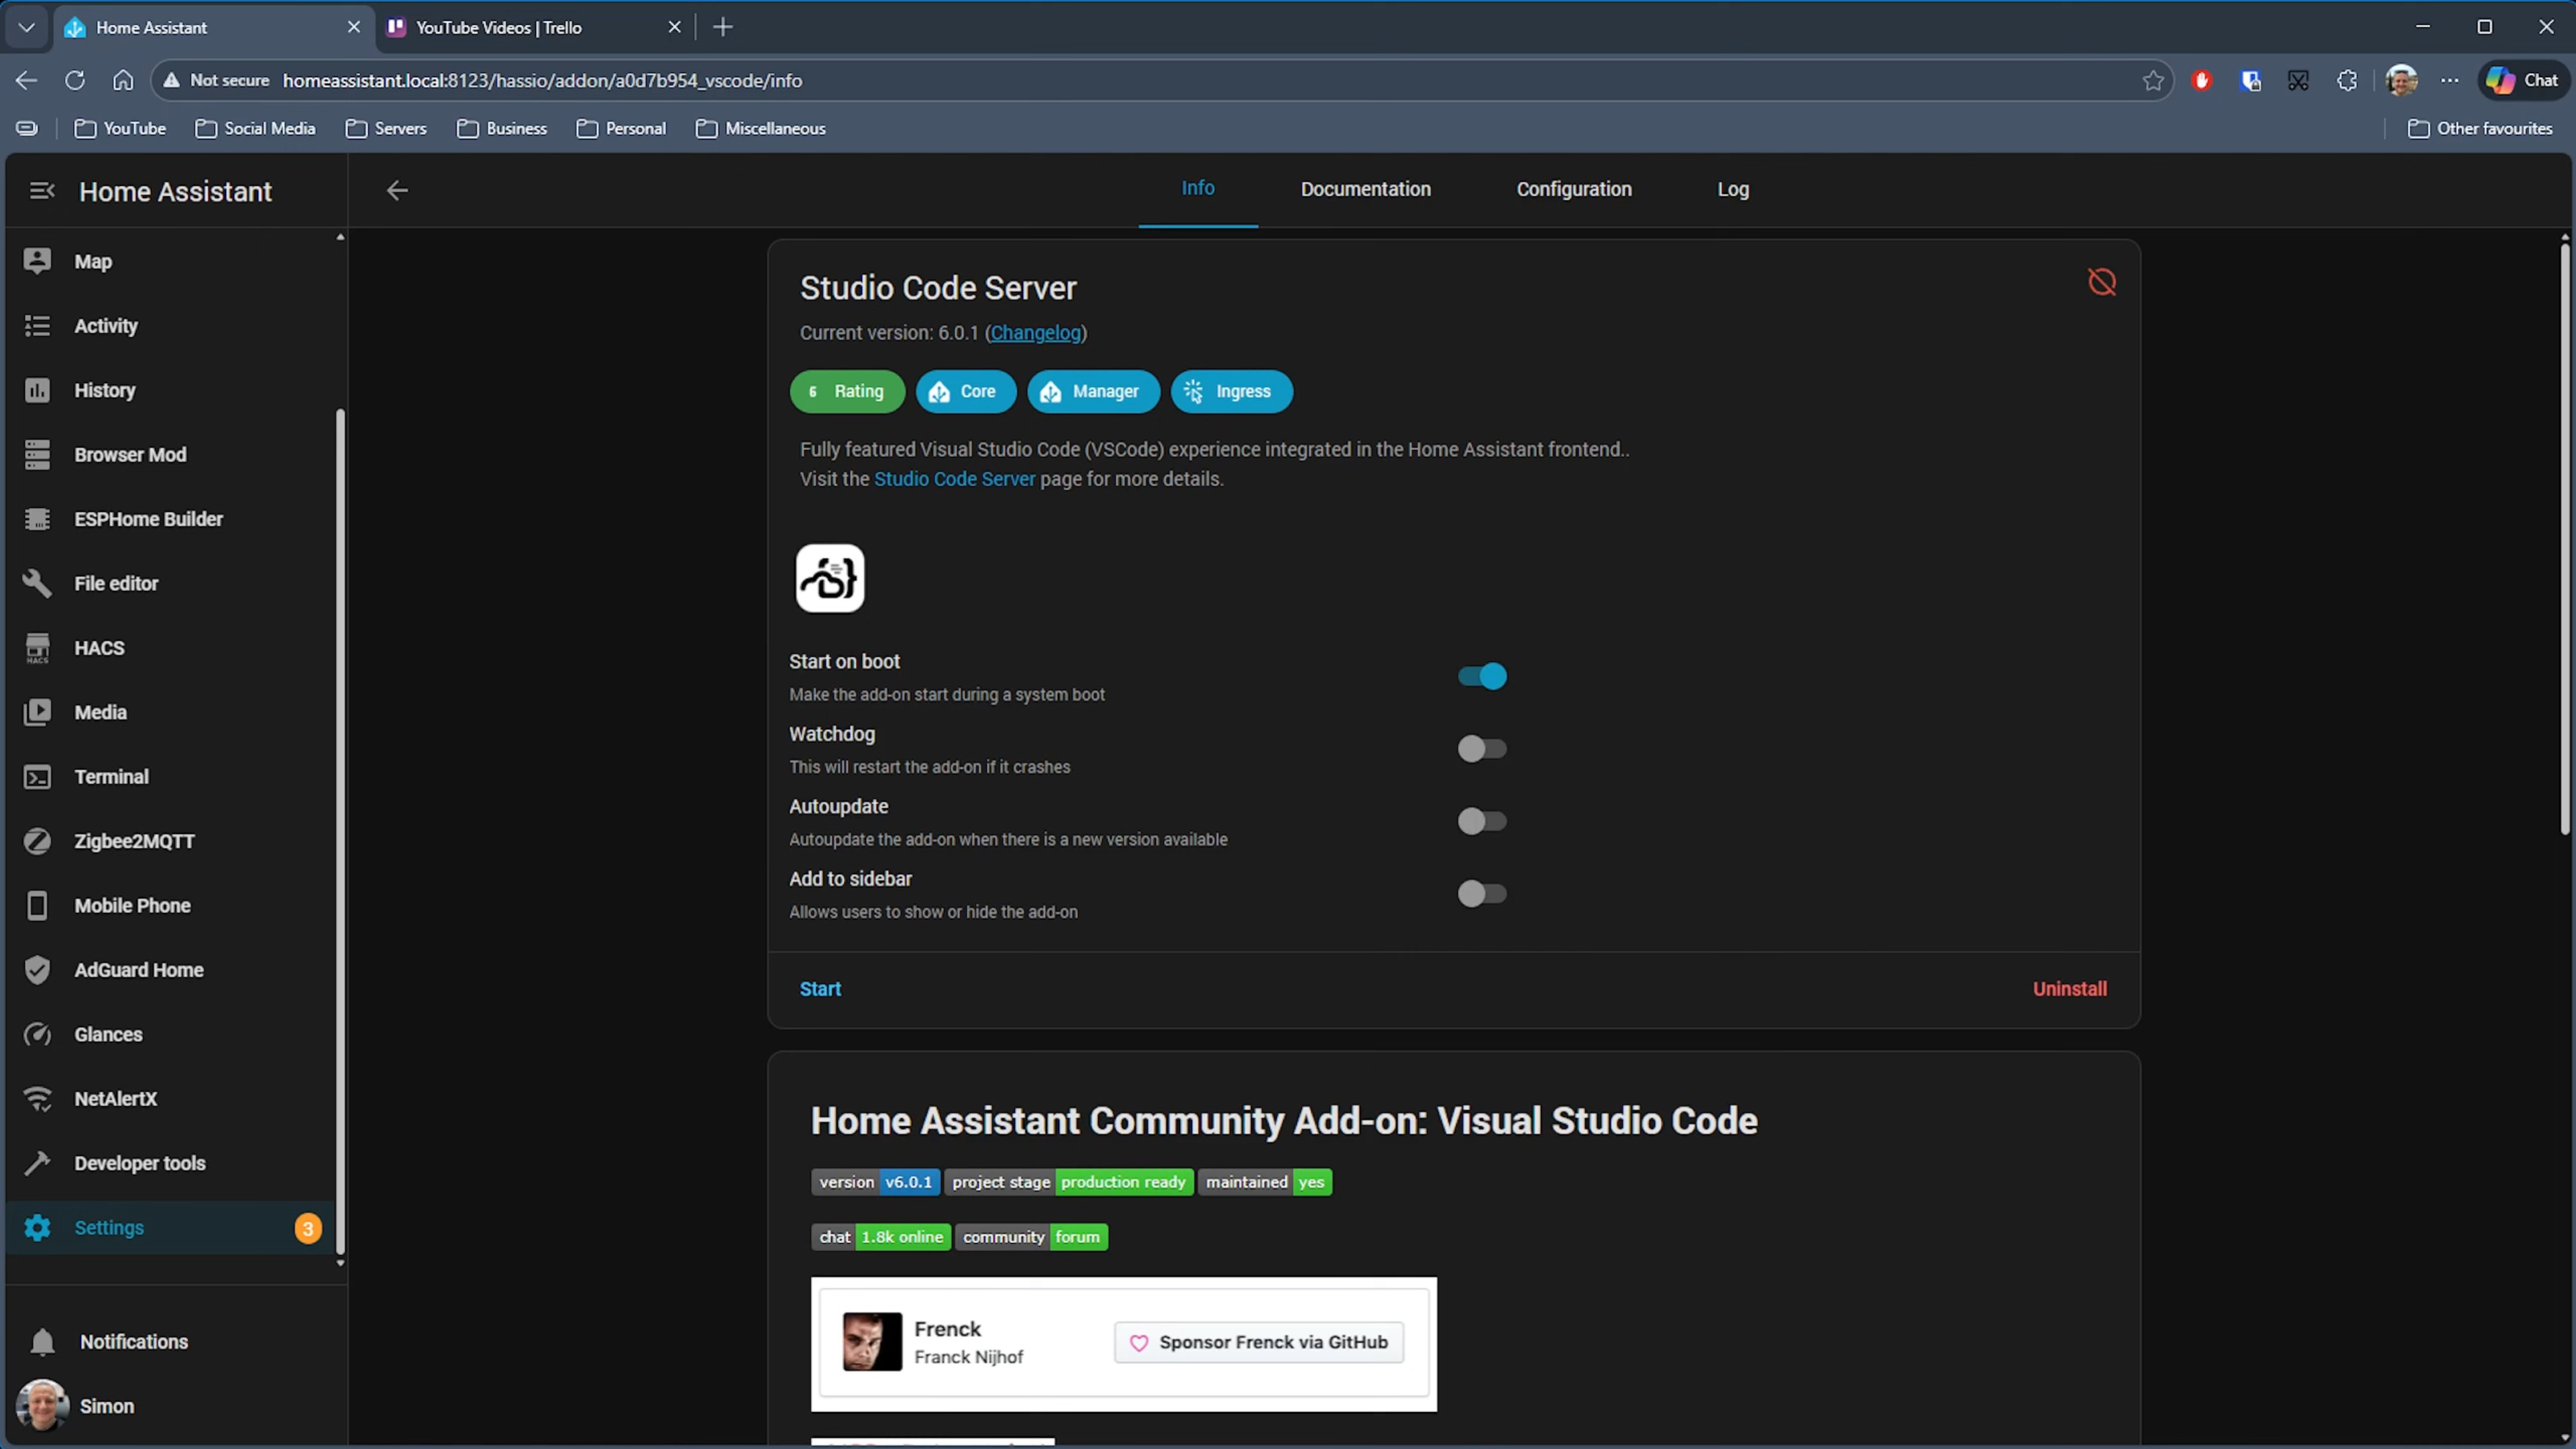 Home Assistant
YouTube Videos | Trello
Not secure homeassistant.local:8123/hassio/addon/a0d7b954_vscode/info
Chat
YouTube
Social Media
Servers
Business
Personal
Miscellaneous
Other favourites
Home Assistant
Map
Activity
History
Browser Mod
ESPHome Builder
File editor
HACS
HACS
Media
Terminal
Zigbee2MQTT
Mobile Phone
AdGuard Home
Glances
NetAlertX
Developer tools
Settings 3
Notifications
Simon
Info
Documentation
Configuration
Log
Studio Code Server
Current version: 6.0.1 (Changelog)
6 Rating
Core
Manager
Ingress
Fully featured Visual Studio Code (VSCode) experience integrated in the Home Assistant frontend..
Visit the Studio Code Server page for more details.
Start on boot
Make the add-on start during a system boot
Watchdog
This will restart the add-on if it crashes
Autoupdate
Autoupdate the add-on when there is a new version available
Add to sidebar
Allows users to show or hide the add-on
Start
Uninstall
Home Assistant Community Add-on: Visual Studio Code
version v6.0.1 project stage production ready maintained yes
chat 1.8k online community forum
Frenck
Franck Nijhof
Sponsor Frenck via GitHub